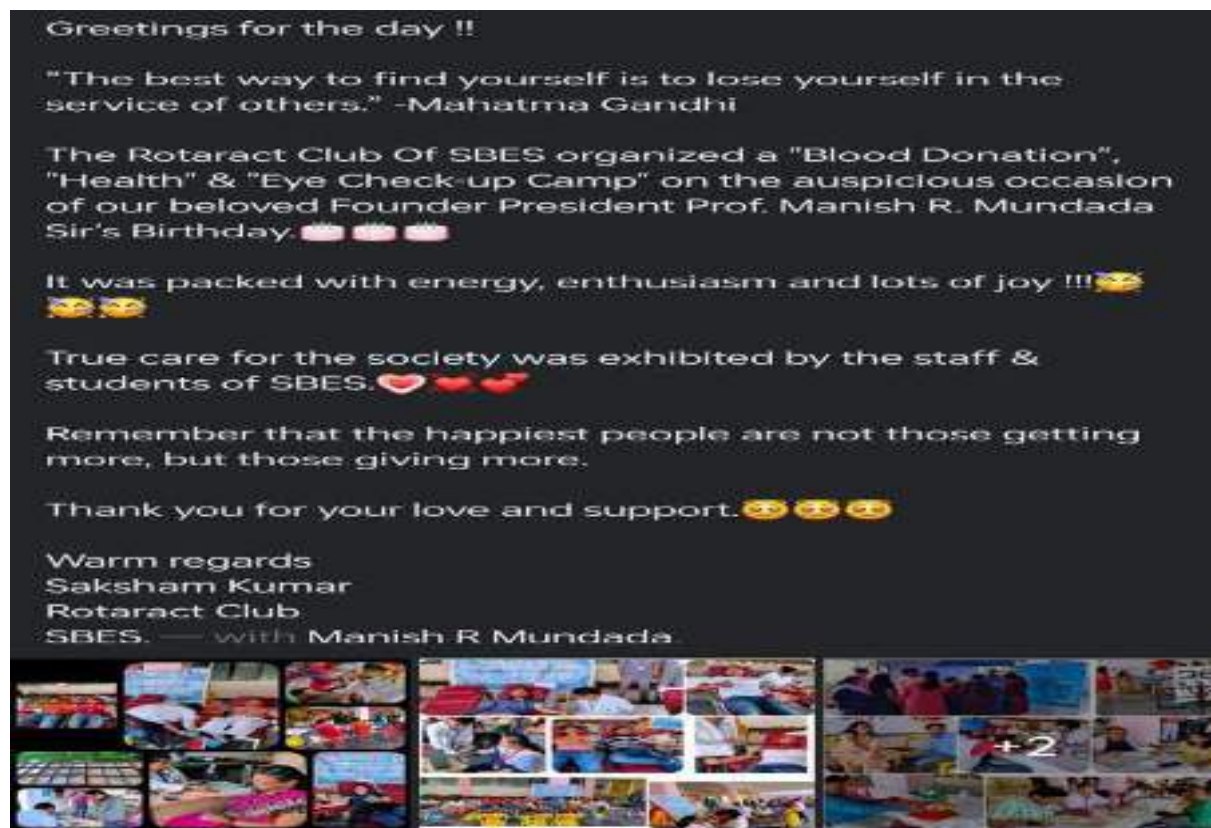 Greetings for the day !!
"The best way to find yourself is to lose yourself in the
service of others." -Mahatma Gandhi
The Rotaract Club Of SBES organized a "Blood Donation",
"Health" & "Eye Check-up Camp" on the auspicious occasion
of our beloved Founder President Prof. Manish R. Mundada
Sir's Birthday.🎂🎂🎂
It was packed with energy, enthusiasm and lots of joy !!!🥳
🥳🥳
True care for the society was exhibited by the staff &
students of SBES.💗❤️💕
Remember that the happiest people are not those getting
more, but those giving more.
Thank you for your love and support.😇😇😇
Warm regards
Saksham Kumar
Rotaract Club
SBES. — with Manish R Mundada
+2